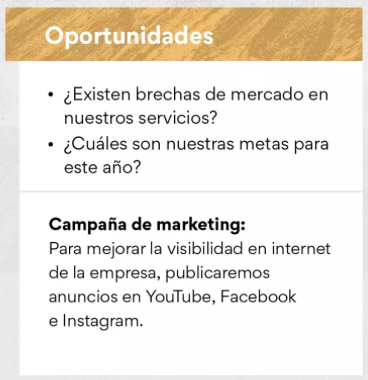 Oportunidades
• ¿Existen brechas de mercado en
nuestros servicios?
• ¿Cuáles son nuestras metas para
este año?
Campaña de marketing:
Para mejorar la visibilidad en internet
de la empresa, publicaremos
anuncios en YouTube, Facebook
e Instagram.